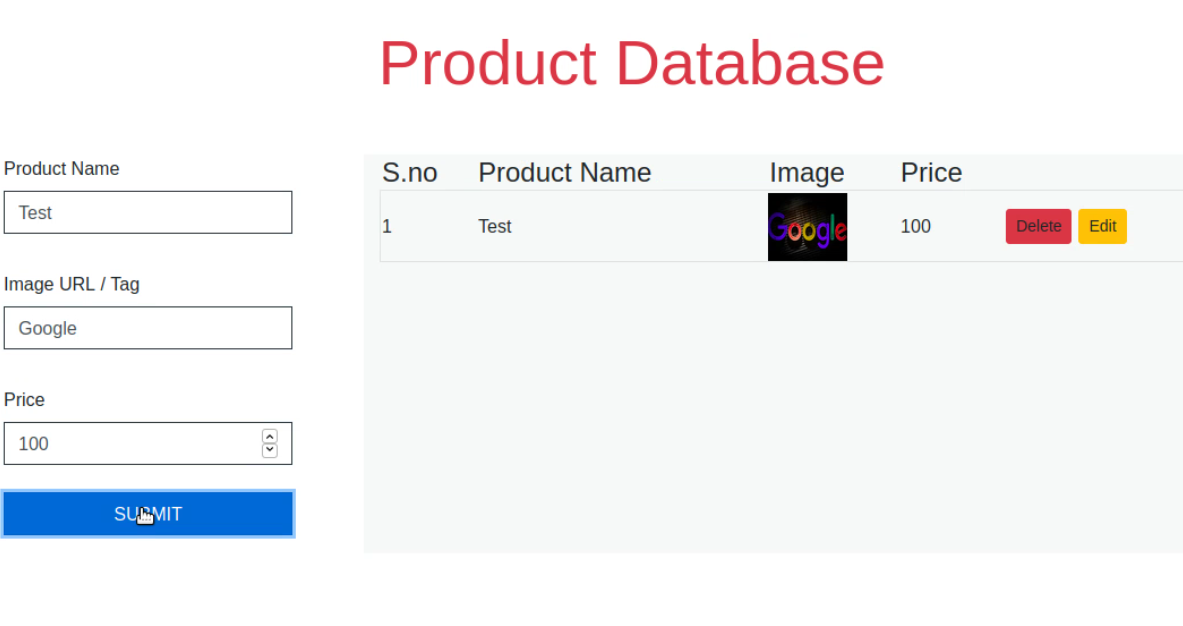 Product Database
Product Name
Test
Image URL / Tag
Google
Price
100
SUBMIT
S.no Product Name Image Price
1 Test Google 100 Delete Edit